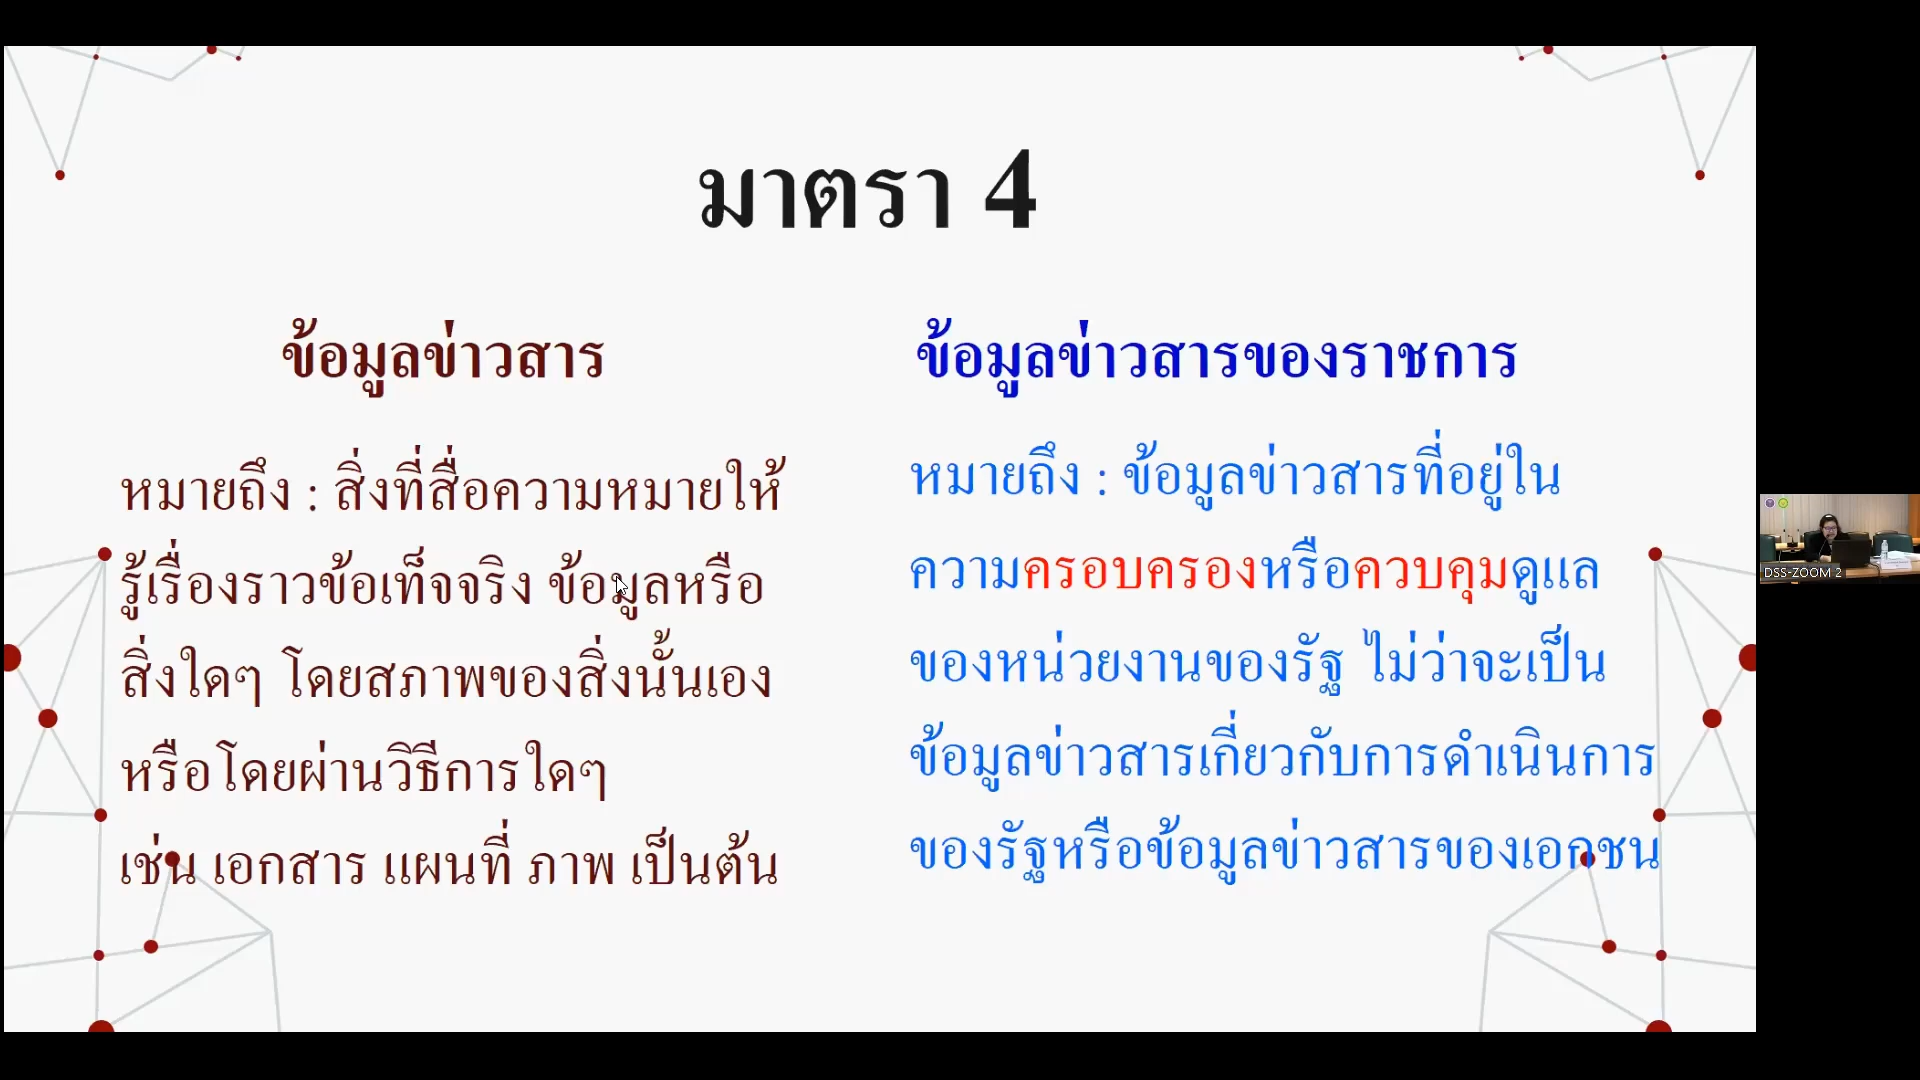 มาตรา 4
ข้อมูลข่าวสาร
หมายถึง : สิ่งที่สื่อความหมายให้
รู้เรื่องราวข้อเท็จจริง ข้อมูลหรือ
สิ่งใดๆ โดยสภาพของสิ่งนั้นเอง
หรือโดยผ่านวิธีการใดๆ
เช่น เอกสาร แผนที่ ภาพ เป็นต้น
ข้อมูลข่าวสารของราชการ
หมายถึง : ข้อมูลข่าวสารที่อยู่ใน
ความครอบครองหรือควบคุมดูแล
ของหน่วยงานของรัฐ ไม่ว่าจะเป็น
ข้อมูลข่าวสารเกี่ยวกับการดำเนินการ
ของรัฐหรือข้อมูลข่าวสารของเอกชน
DSS-ZOOM 2